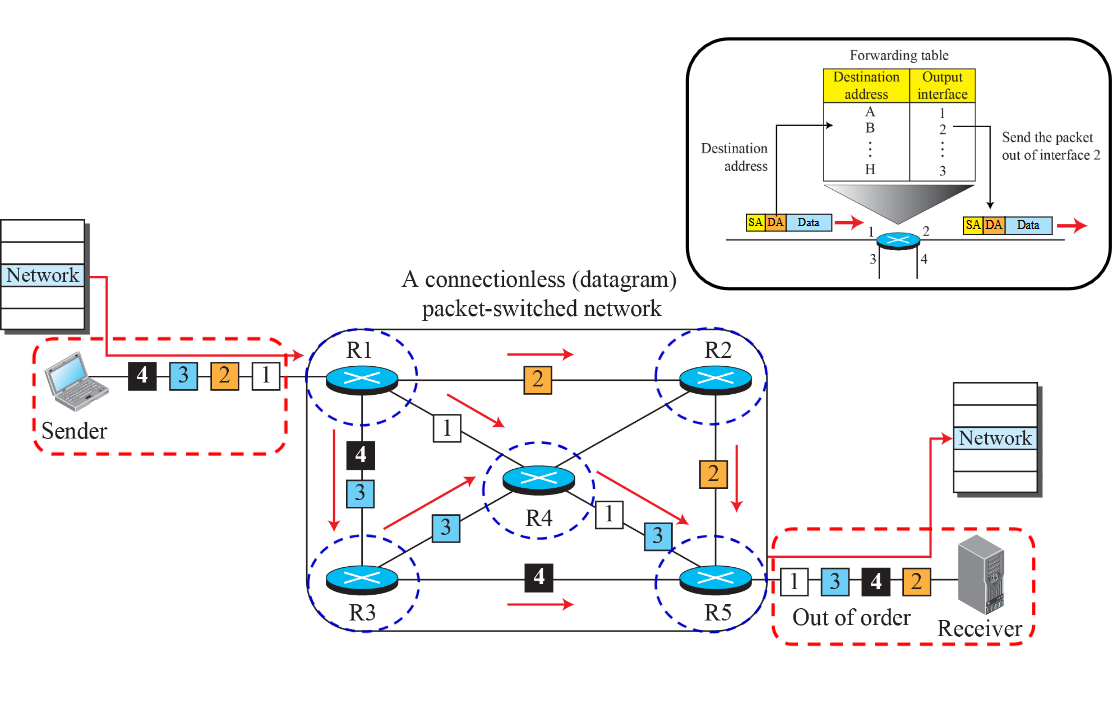 Forwarding table
Destination address
Output interface
A 1
B 2
H 3
Destination address
Send the packet
out of interface 2
SA DA Data
SA DA Data
1 2
3 4
Network
A connectionless (datagram)
packet-switched network
4 3 2 1
Sender
R1
R2
2
1
4
3
R4
3
1
3
2
R3
4
R5
Network
1 3 4 2
Out of order
Receiver